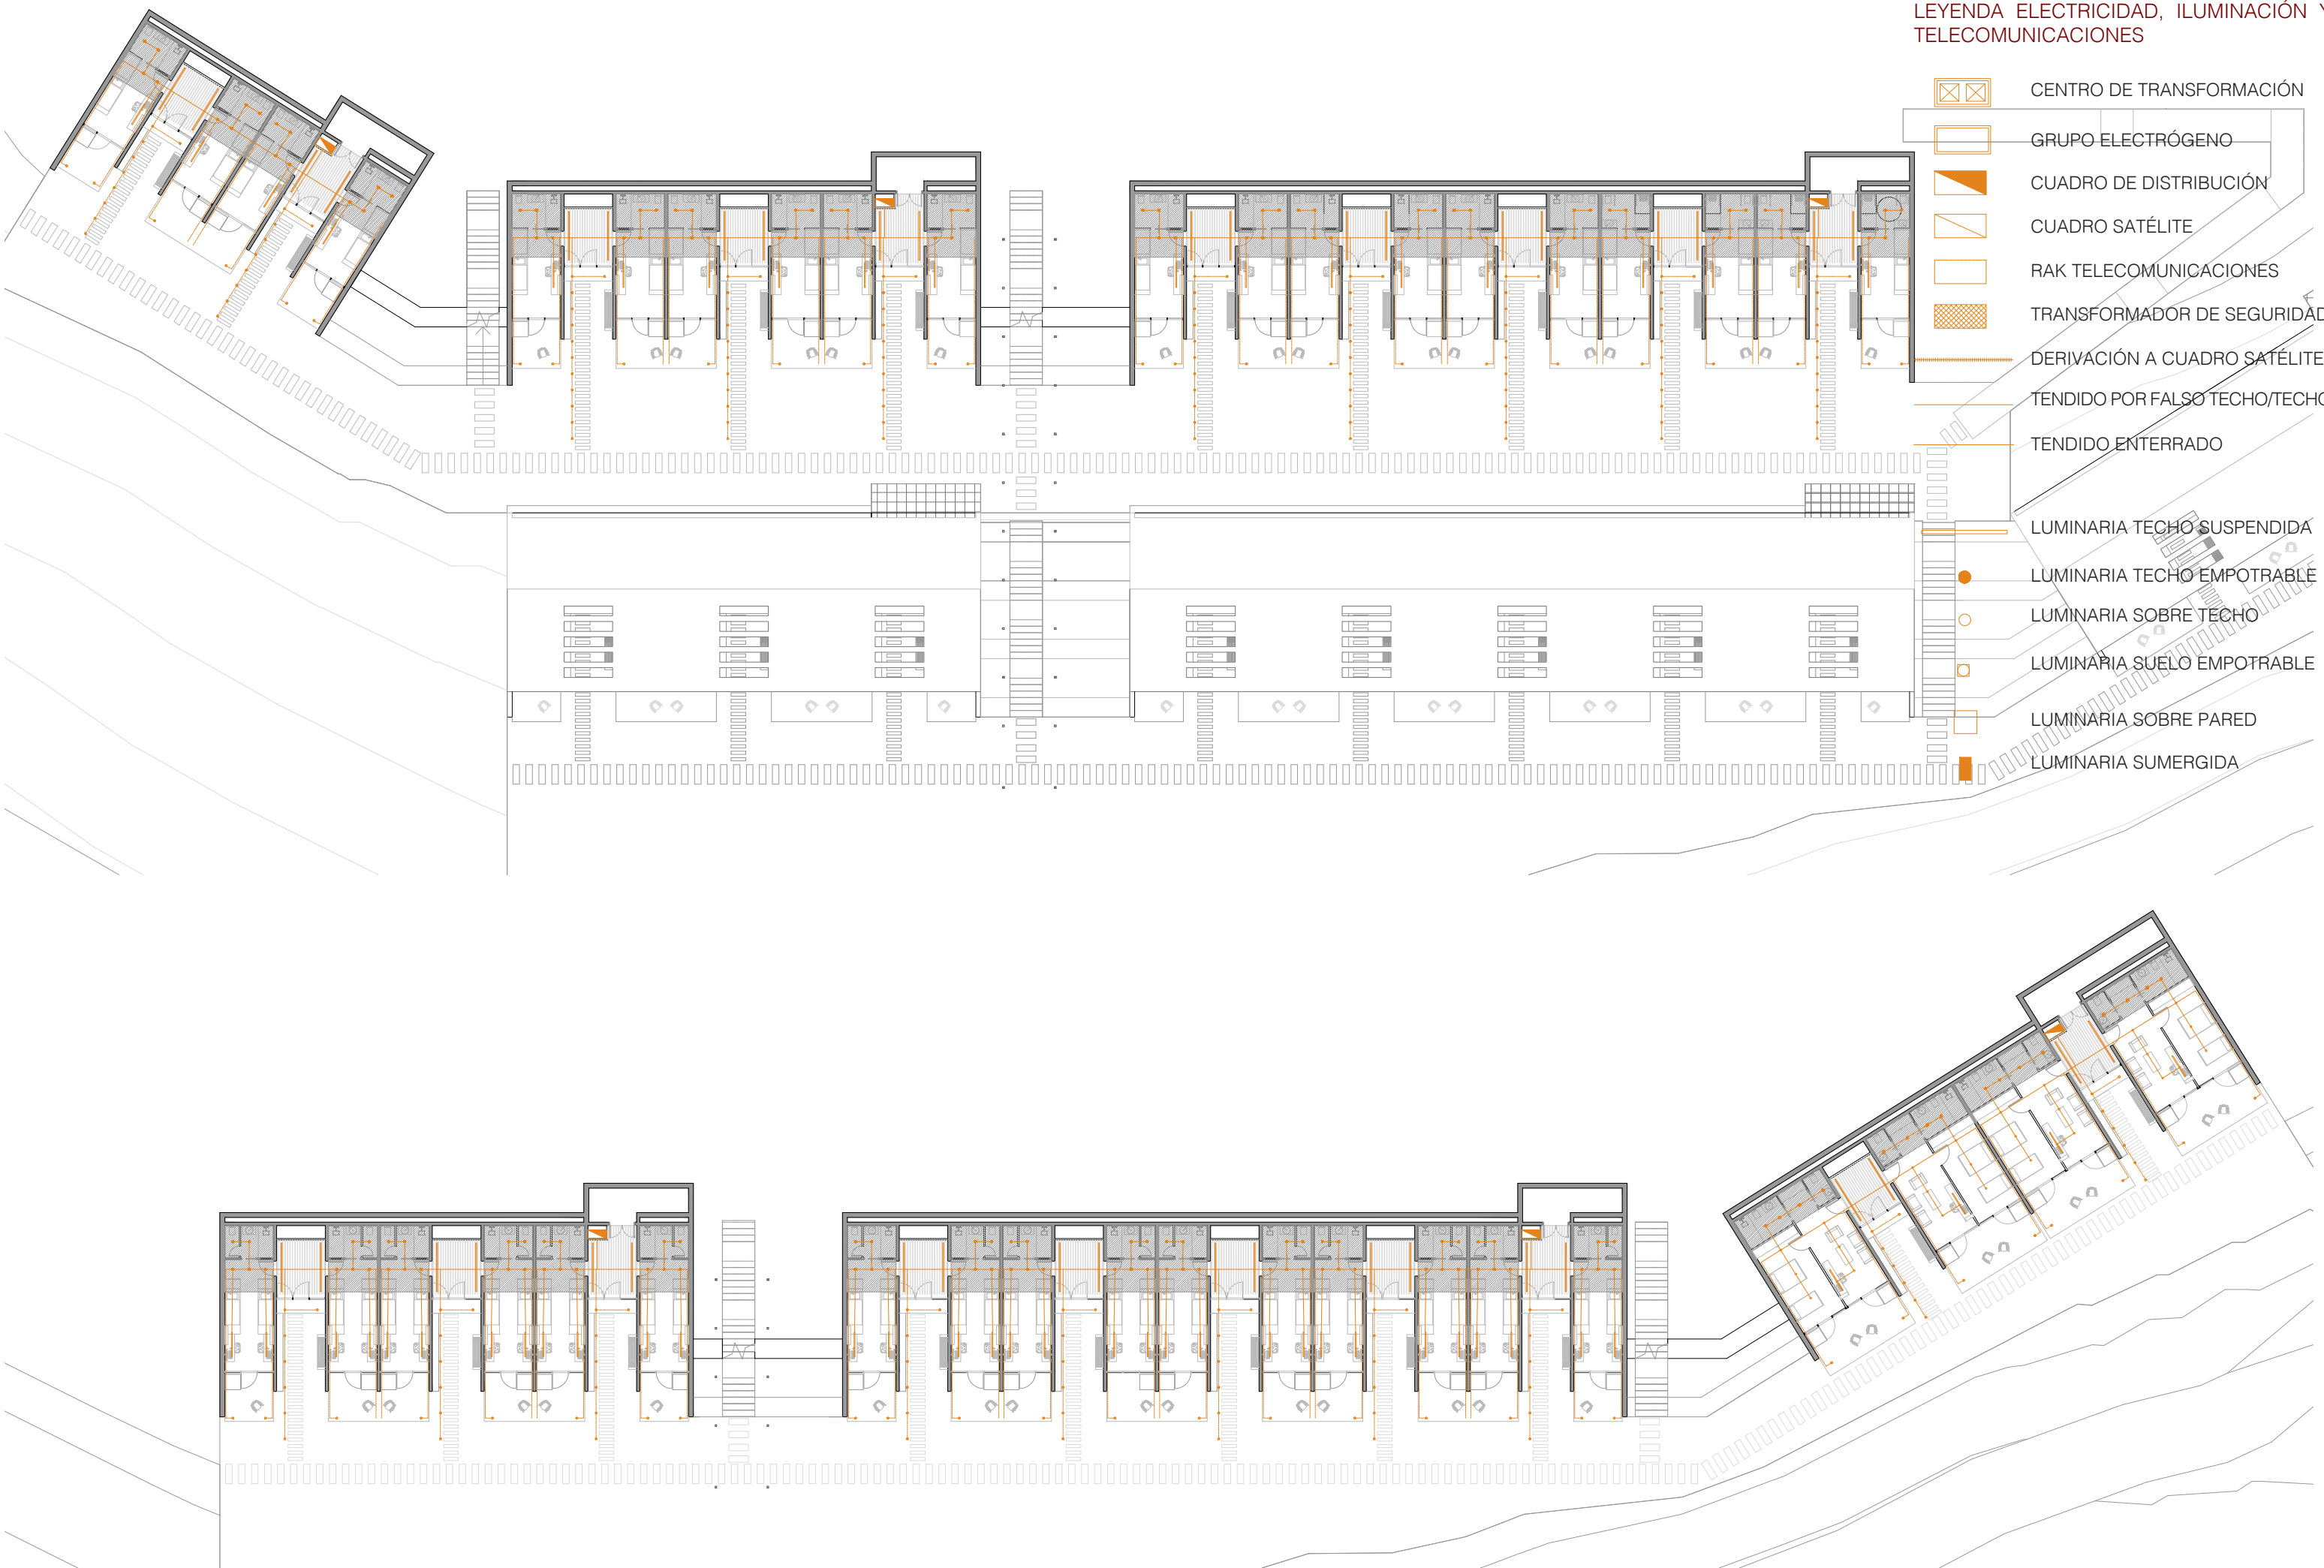 LEYENDA ELECTRICIDAD, ILUMINACIÓN Y
TELECOMUNICACIONES
CENTRO DE TRANSFORMACIÓN
GRUPO ELECTRÓGENO
CUADRO DE DISTRIBUCIÓN
CUADRO SATÉLITE
RAK TELECOMUNICACIONES
TRANSFORMADOR DE SEGURIDAD
DERIVACIÓN A CUADRO SATÉLITE
TENDIDO POR FALSO TECHO/TECHO
TENDIDO ENTERRADO
LUMINARIA TECHO SUSPENDIDA
LUMINARIA TECHO EMPOTRABLE
LUMINARIA SOBRE TECHO
LUMINARIA SUELO EMPOTRABLE
LUMINARIA SOBRE PARED
LUMINARIA SUMERGIDA